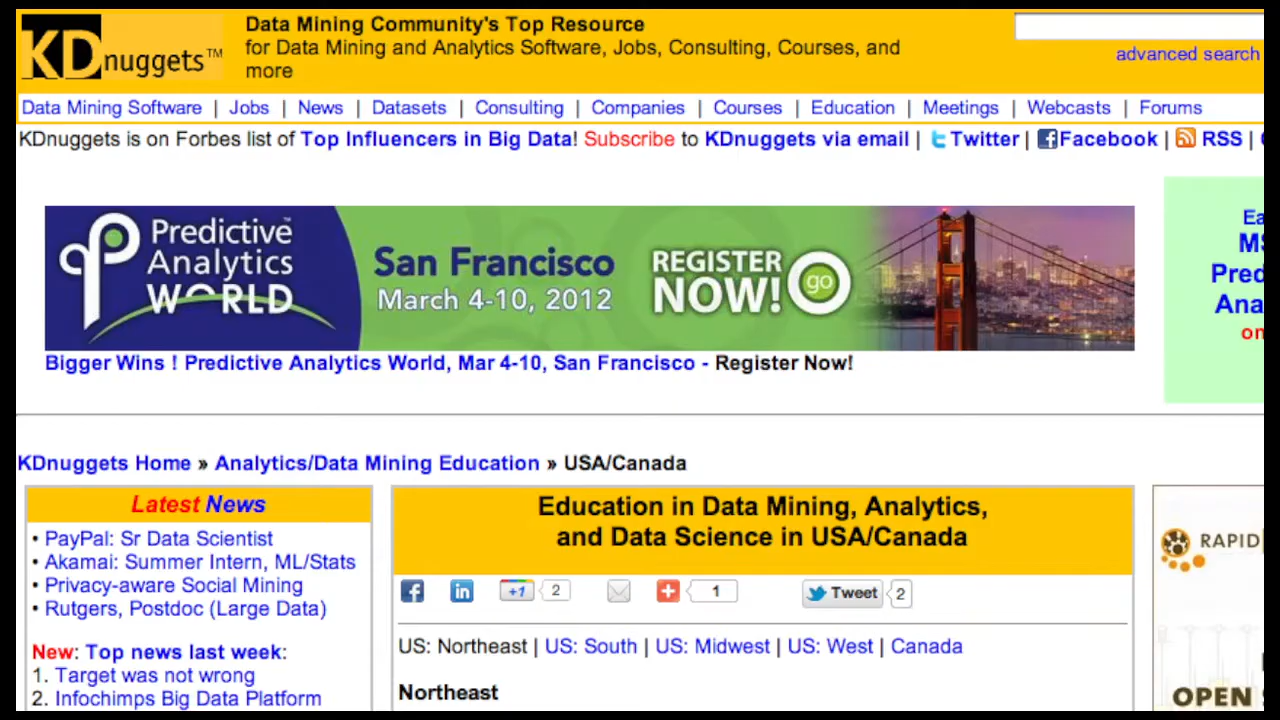 KDnuggets™
Data Mining Community's Top Resource
for Data Mining and Analytics Software, Jobs, Consulting, Courses, and
more
advanced search
Data Mining Software | Jobs | News | Datasets | Consulting | Companies | Courses | Education | Meetings | Webcasts | Forums
KDnuggets is on Forbes list of Top Influencers in Big Data! Subscribe to KDnuggets via email | Twitter | Facebook | RSS |
Predictive™
Analytics
WORLD
San Francisco
March 4-10, 2012
REGISTER
NOW!
go
Bigger Wins ! Predictive Analytics World, Mar 4-10, San Francisco - Register Now!
KDnuggets Home » Analytics/Data Mining Education » USA/Canada
Latest News
• PayPal: Sr Data Scientist
• Akamai: Summer Intern, ML/Stats
• Privacy-aware Social Mining
• Rutgers, Postdoc (Large Data)
New: Top news last week:
1. Target was not wrong
2. Infochimps Big Data Platform
Education in Data Mining, Analytics,
and Data Science in USA/Canada
+1 2 1 Tweet 2
US: Northeast | US: South | US: Midwest | US: West | Canada
Northeast
RAPID
OPEN